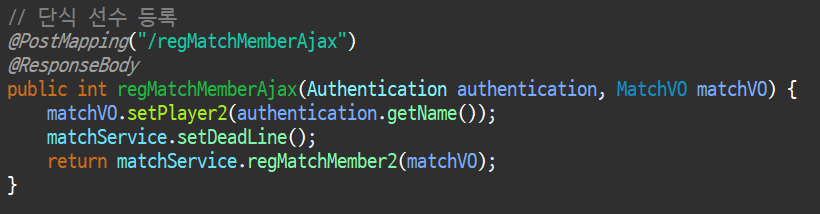 // 단식 선수 등록
@PostMapping("/regMatchMemberAjax")
@ResponseBody
public int regMatchMemberAjax(Authentication authentication, MatchVO matchVO) {
    matchVO.setPlayer2(authentication.getName());
    matchService.setDeadLine();
    return matchService.regMatchMember2(matchVO);
}